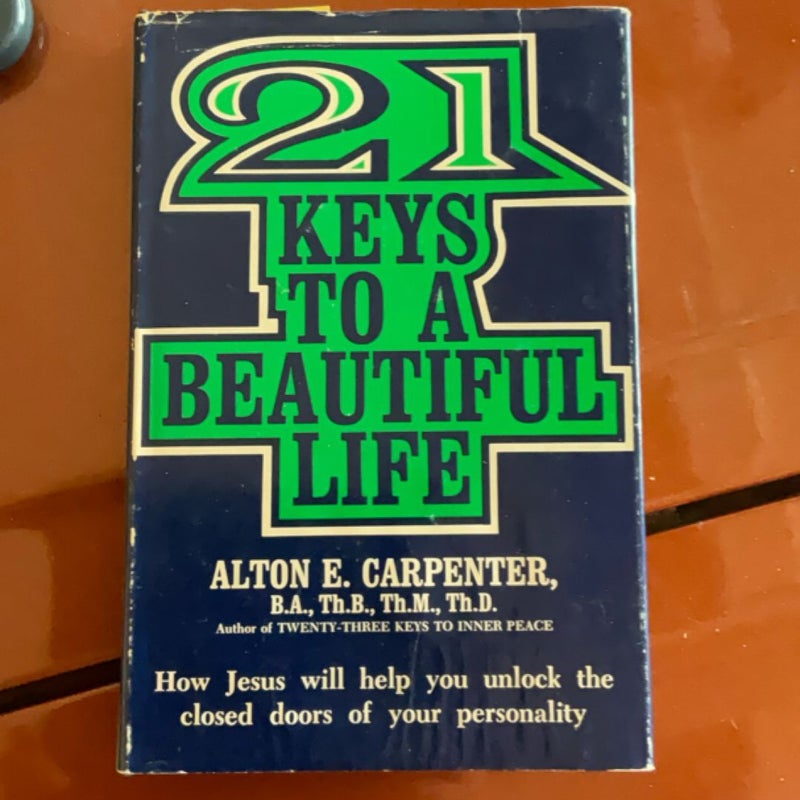 21
KEYS
TO A
BEAUTIFUL
LIFE
ALTON E. CARPENTER,
B.A., Th.B., Th.M., Th.D.
Author of TWENTY-THREE KEYS TO INNER PEACE
How Jesus will help you unlock the
closed doors of your personality